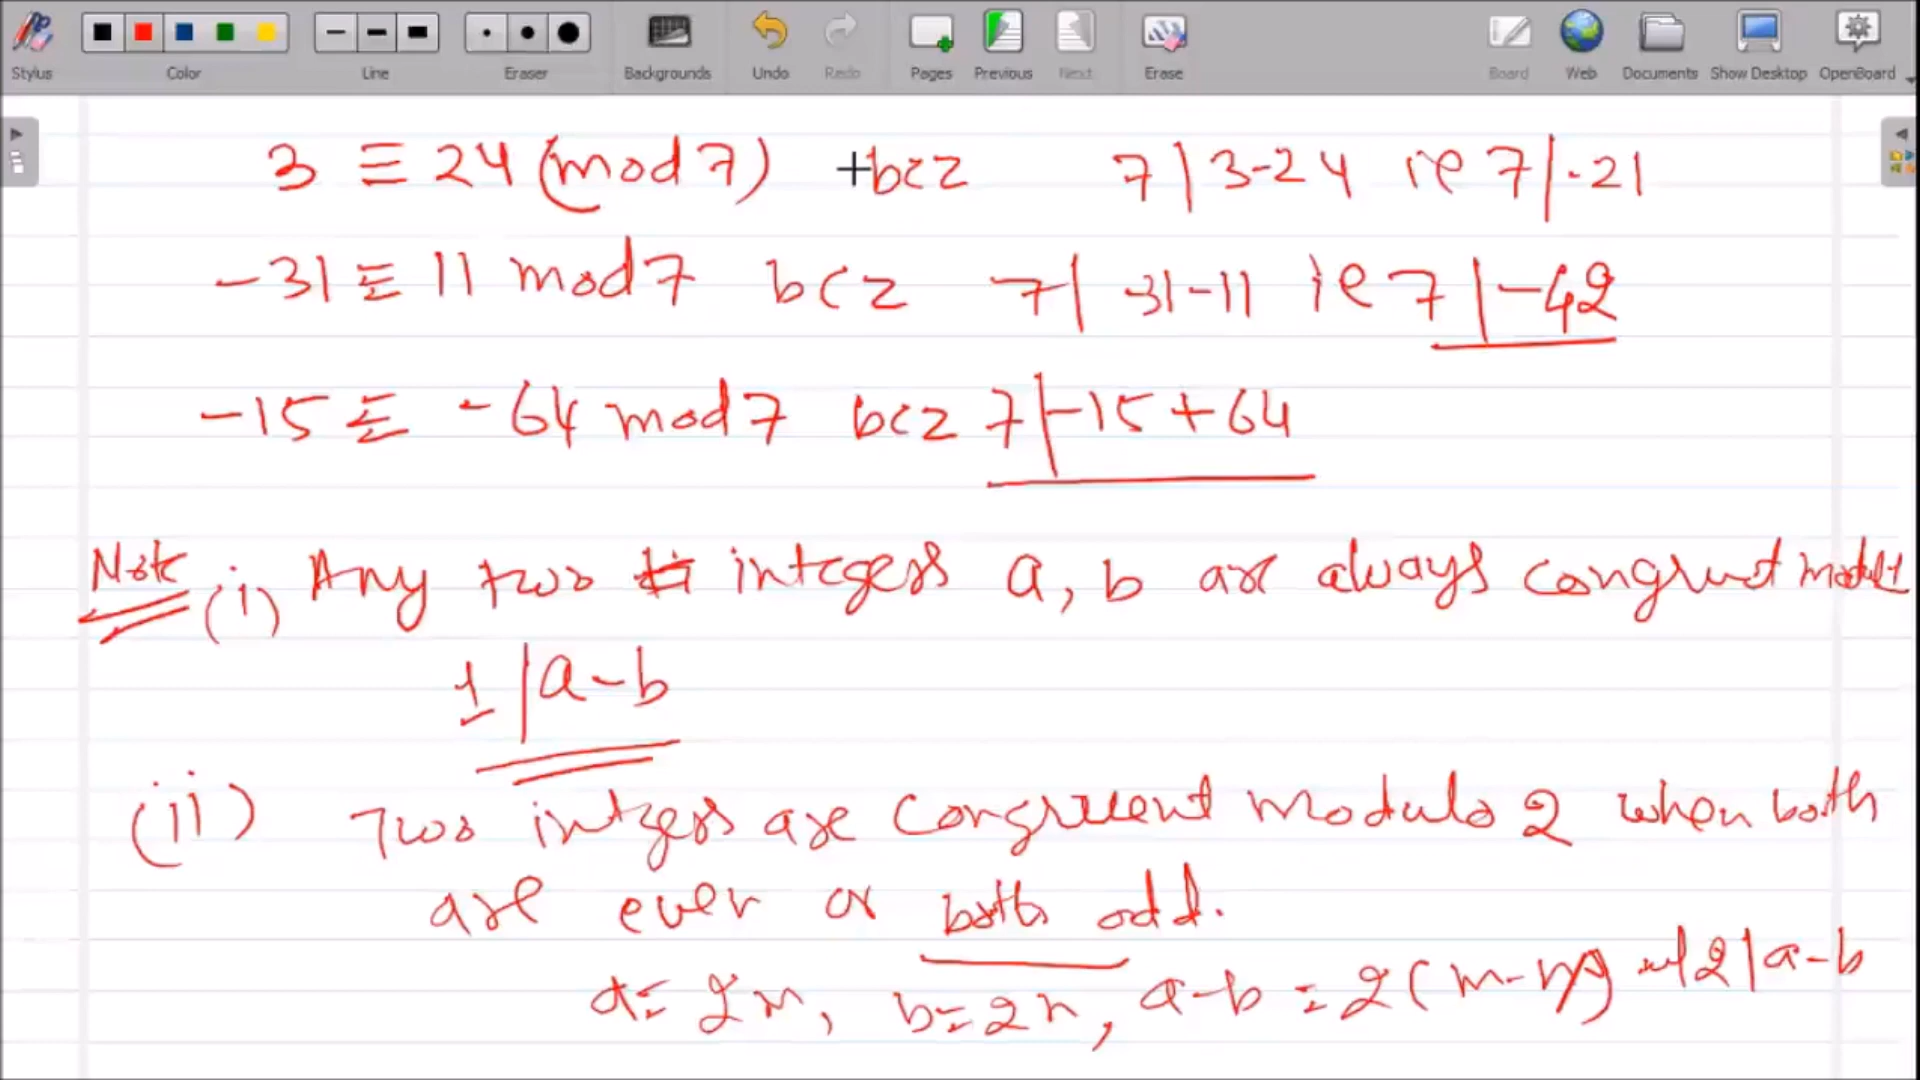 Stylus Color Line Eraser Backgrounds Undo Redo Pages Previous Next Erase Board Web Documents Show Desktop OpenBoard
3 ≡ 24 (mod 7) bcz 7 | 3-24 ie 7 | -21
-31 ≡ 11 mod 7 bcz 7 | -31-11 ie 7 | -42
-15 ≡ -64 mod 7 bcz 7 | -15+64
Note (i) Any two integers a, b are always congruent
1 | a-b
(ii) Two integers are congruent modulo 2 when both
are even or both odd.
a = 2m, b = 2n, a-b = 2(m-n) 2 | a-b